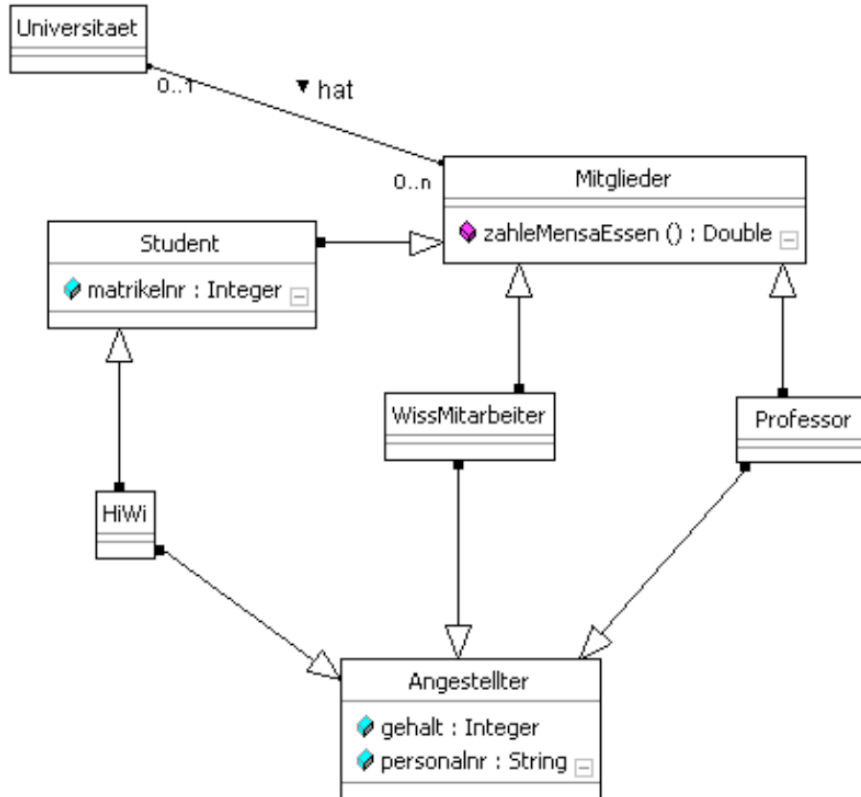 Universitaet
0..1
▼ hat
0..n
Mitglieder
zahleMensaEssen () : Double
Student
matrikelnr : Integer
WissMitarbeiter
Professor
HiWi
Angestellter
gehalt : Integer
personalnr : String